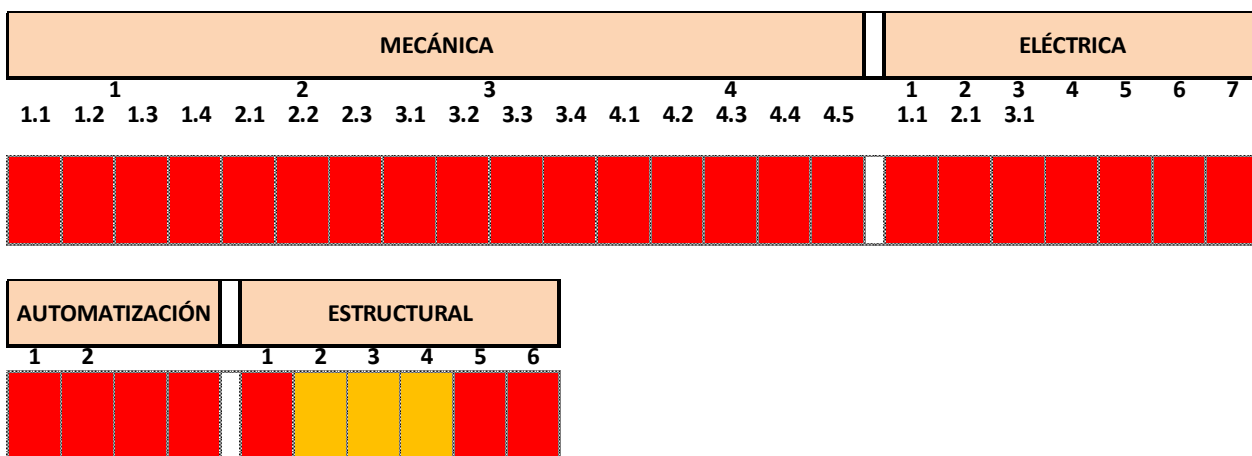 MECÁNICA ELÉCTRICA
1 2 3 4 1 2 3 4 5 6 7
1.1 1.2 1.3 1.4 2.1 2.2 2.3 3.1 3.2 3.3 3.4 4.1 4.2 4.3 4.4 4.5 1.1 2.1 3.1
AUTOMATIZACIÓN ESTRUCTURAL
1 2 1 2 3 4 5 6